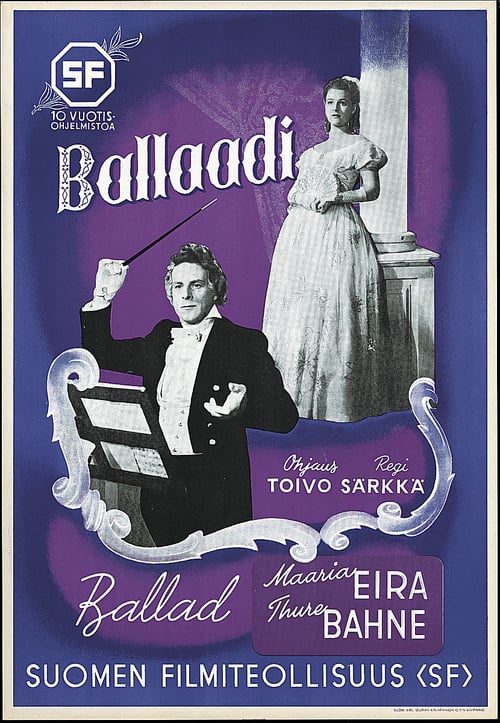 SF
10 VUOTIS-
OHJELMISTOA
Ballaadi
Ohjaus Regi
TOIVO SÄRKKÄ
Ballad
Maaria EIRA
Thure BAHNE
SUOMEN FILMITEOLLISUUS <SF>